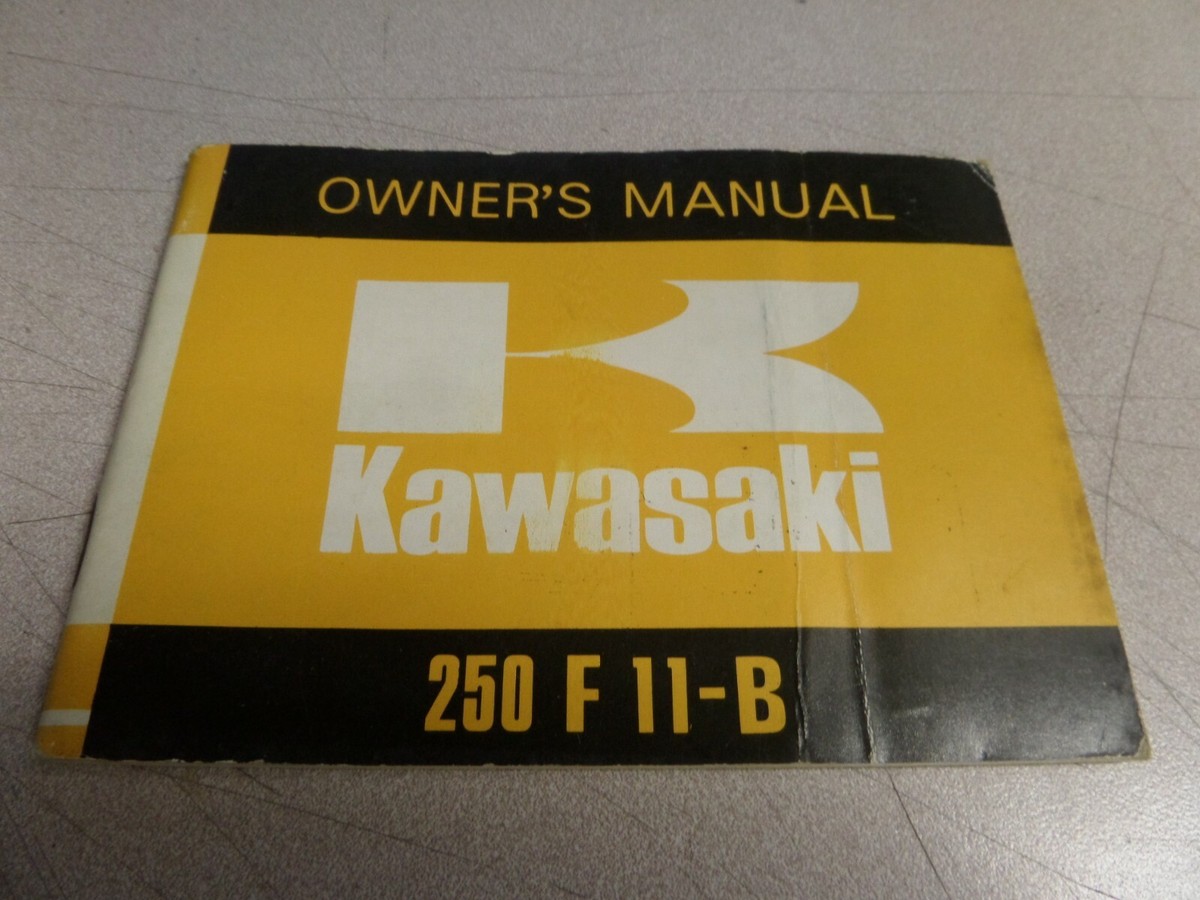 OWNER'S MANUAL
Kawasaki
250 F 11-B